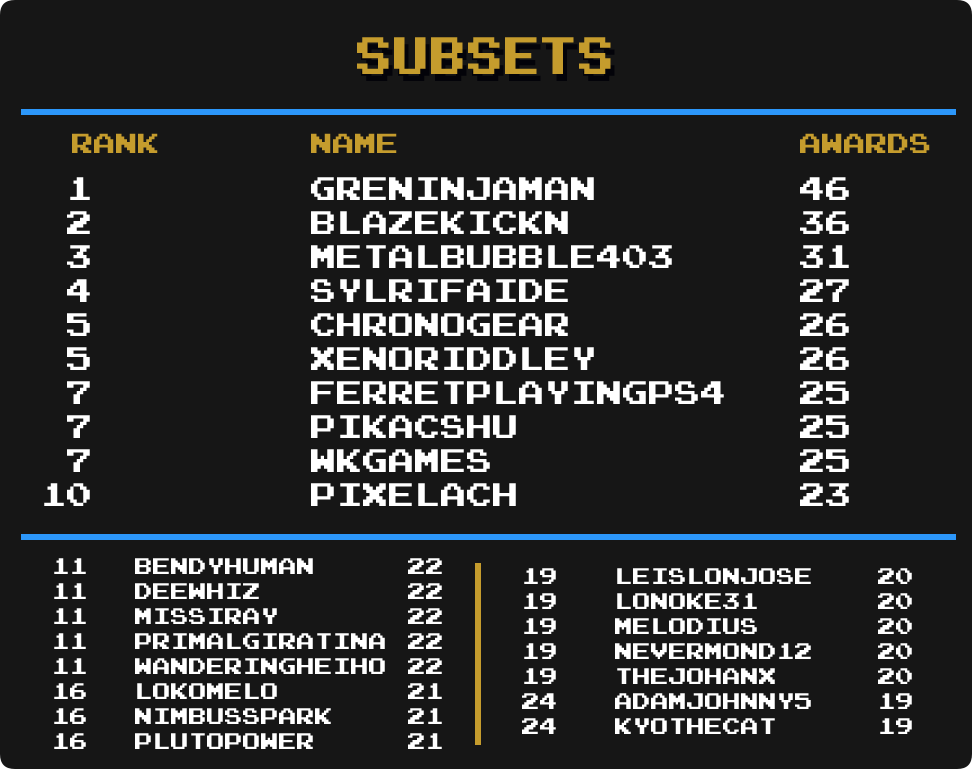 SUBSETS
RANK NAME AWARDS
1 GRENINJAMAN 46
2 BLAZEKICKN 36
3 METALBUBBLE403 31
4 SYLRIFAIDE 27
5 CHRONOGEAR 26
5 XENORIDDLEY 26
7 FERRETPLAYINGPS4 25
7 PIKACSHU 25
7 WKGAMES 25
10 PIXELACH 23
11 BENDYHUMAN 22
11 DEEWHIZ 22
11 MISSIRAY 22
11 PRIMALGIRATINA 22
11 WANDERINGHEIHO 22
16 LOKOMELO 21
16 NIMBUSSPARK 21
16 PLUTOPOWER 21
19 LEISLONJOSE 20
19 LONOKE31 20
19 MELODIUS 20
19 NEVERMOND12 20
19 THEJOHANX 20
24 ADAMJOHNNY5 19
24 KYOTHECAT 19